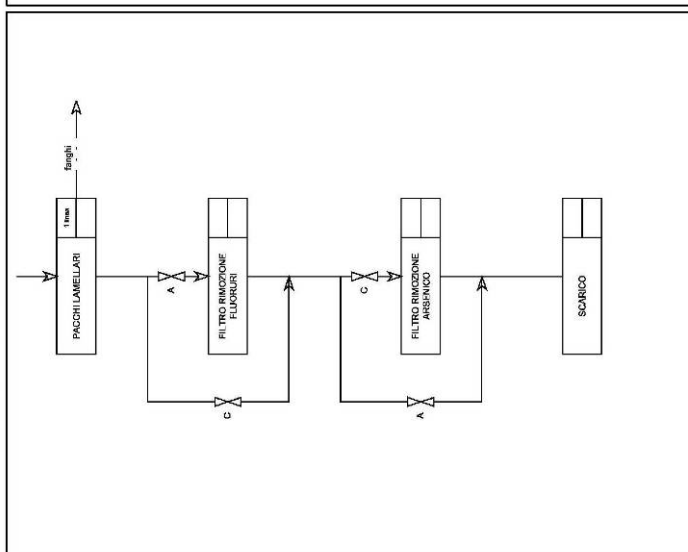 fanghi
1 linea
PACCHI LAMELLARI
A
FILTRO RIMOZIONE
FLUORURI
C
C
FILTRO RIMOZIONE
ARSENICO
A
SCARICO